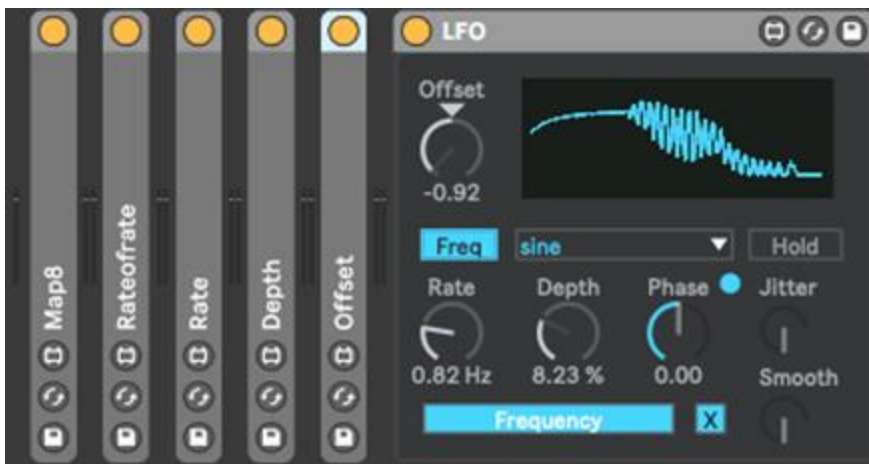 Map8
Rateofrate
Rate
Depth
Offset
LFO
Offset
-0.92
Freq sine Hold
Rate Depth Phase Jitter
0.82 Hz 8.23 % 0.00
Smooth
Frequency X